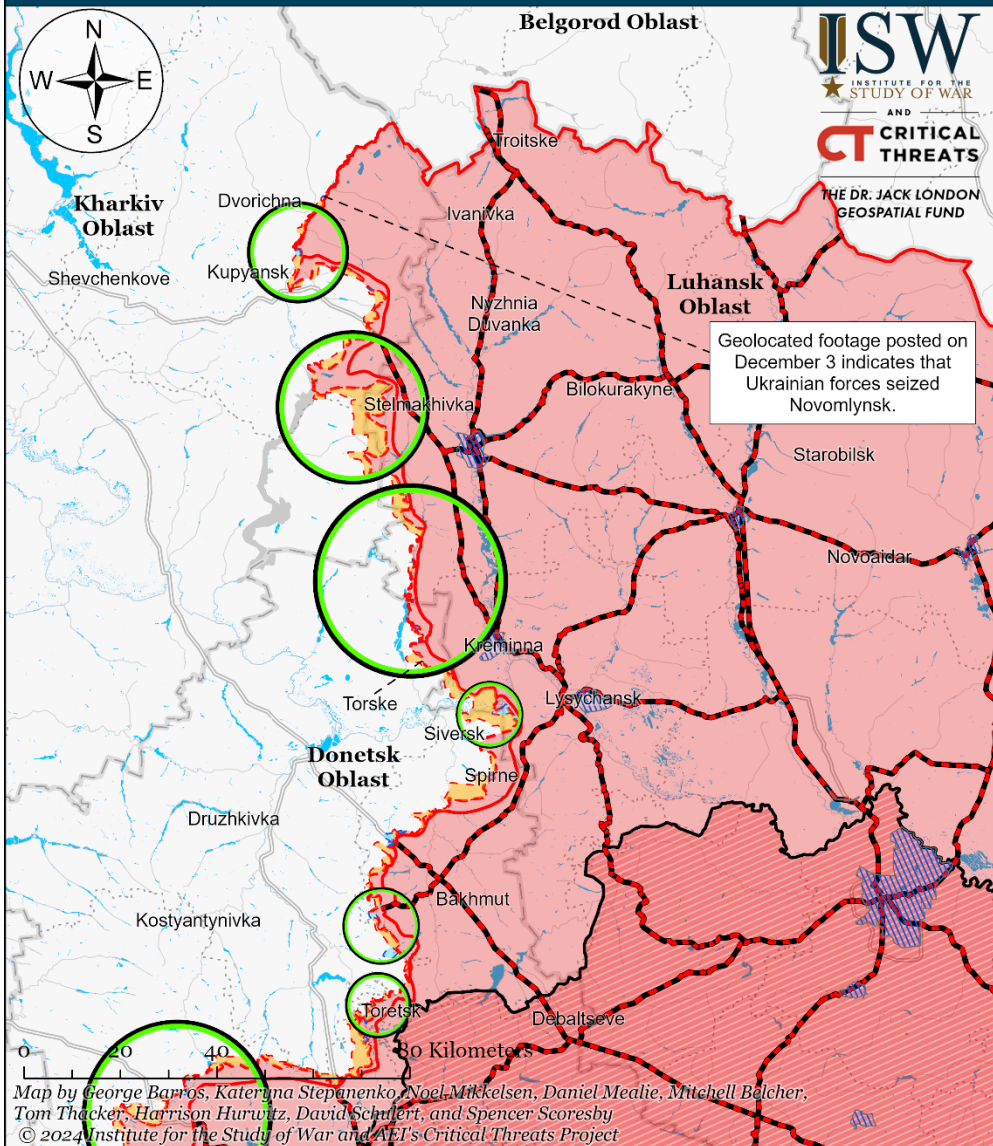 Belgorod Oblast
N
W
E
S
ISW
INSTITUTE FOR THE
STUDY OF WAR
AND
CT CRITICAL
THREATS
THE DR. JACK LONDON
GEOSPATIAL FUND
Troitske
Dvorichna
Kharkiv
Oblast
Ivanivka
Shevchenkove
Kupyansk
Luhansk
Oblast
Nyzhnia
Duvanka
Geolocated footage posted on
December 3 indicates that
Ukrainian forces seized
Novomlynsk.
Bilokurakyne
Stelmakhivka
Starobilsk
Novoaidar
Kreminna
Torske
Lysychansk
Siversk
Donetsk
Oblast
Spirne
Druzhkivka
Bakhmut
Kostyantynivka
Toretsk
Debaltseve
0 20 40 80 Kilometers
Map by George Barros, Kateryna Stepanenko, Noel Mikkelsen, Daniel Mealie, Mitchell Belcher,
Tom Thacker, Harrison Hurwitz, David Schulert, and Spencer Scoresby
© 2024 Institute for the Study of War and AEI's Critical Threats Project